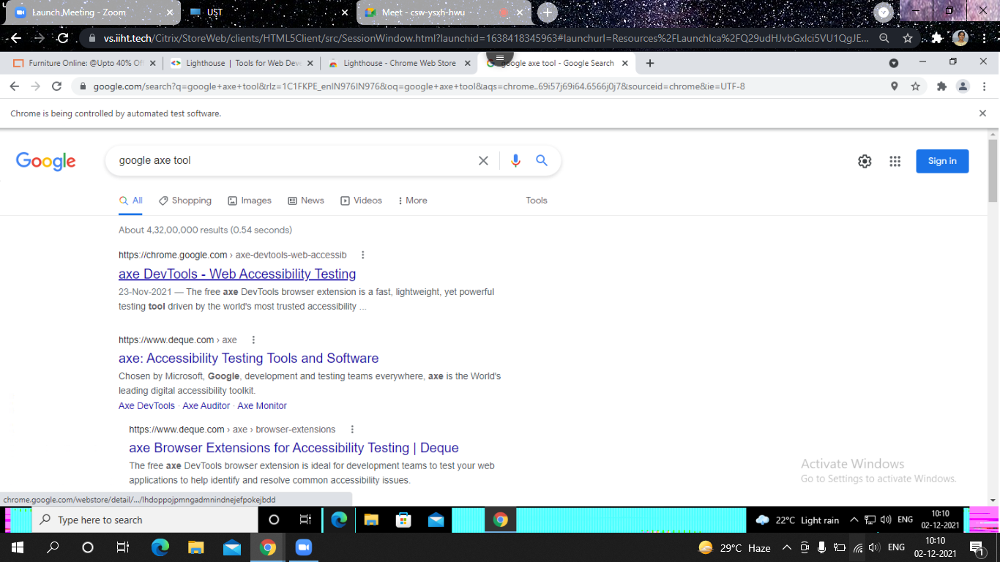 Launch Meeting - Zoom
UST
Meet - csw-ysxh-hwu
vs.iiht.tech/Citrix/StoreWeb/clients/HTML5Client/src/SessionWindow.html?launchid=1638418345963#launchurl=Resources%2FLaunchIca%2FQ29udHJvbGxlci5VU1QgJE...
Furniture Online: @Upto 40% Of
Lighthouse | Tools for Web Deve
Lighthouse - Chrome Web Store
google axe tool - Google Search
google.com/search?q=google+axe+tool&rlz=1C1FKPE_enIN976IN976&oq=google+axe+tool&aqs=chrome..69i57j69i64.6566j0j7&sourceid=chrome&ie=UTF-8
Chrome is being controlled by automated test software.
Google
google axe tool
Sign in
All
Shopping
Images
News
Videos
More
Tools
About 4,32,00,000 results (0.54 seconds)
https://chrome.google.com › axe-devtools-web-accessib
axe DevTools - Web Accessibility Testing
23-Nov-2021 — The free axe DevTools browser extension is a fast, lightweight, yet powerful
testing tool driven by the world's most trusted accessibility ...
https://www.deque.com › axe
axe: Accessibility Testing Tools and Software
Chosen by Microsoft, Google, development and testing teams everywhere, axe is the World's
leading digital accessibility toolkit.
Axe DevTools · Axe Auditor · Axe Monitor
https://www.deque.com › axe › browser-extensions
axe Browser Extensions for Accessibility Testing | Deque
The free axe DevTools browser extension is ideal for development teams to test your web
applications to help identify and resolve common accessibility issues.
Activate Windows
Go to Settings to activate Windows.
chrome.google.com/webstore/detail/.../lhdoppojpmngadmnindnejefpokejbdd
Type here to search
22°C Light rain
ENG
10:10
02-12-2021
29°C Haze
ENG
10:10
02-12-2021
1